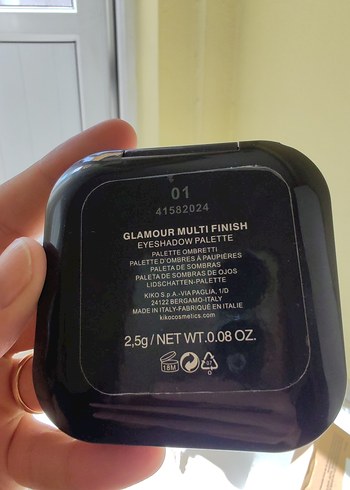 01
41582024
GLAMOUR MULTI FINISH
EYESHADOW PALETTE
PALETTE OMBRETTI
PALETTE D'OMBRES À PAUPIÈRES
PALETA DE SOMBRAS
PALETA DE SOMBRAS DE OJOS
LIDSCHATTEN-PALETTE
KIKO S.p.A.-VIA PAGLIA, 1/D
24122 BERGAMO-ITALY
MADE IN ITALY-FABRIQUÉ EN ITALIE
kikocosmetics.com
2,5g / NET WT.0.08 OZ.
18M